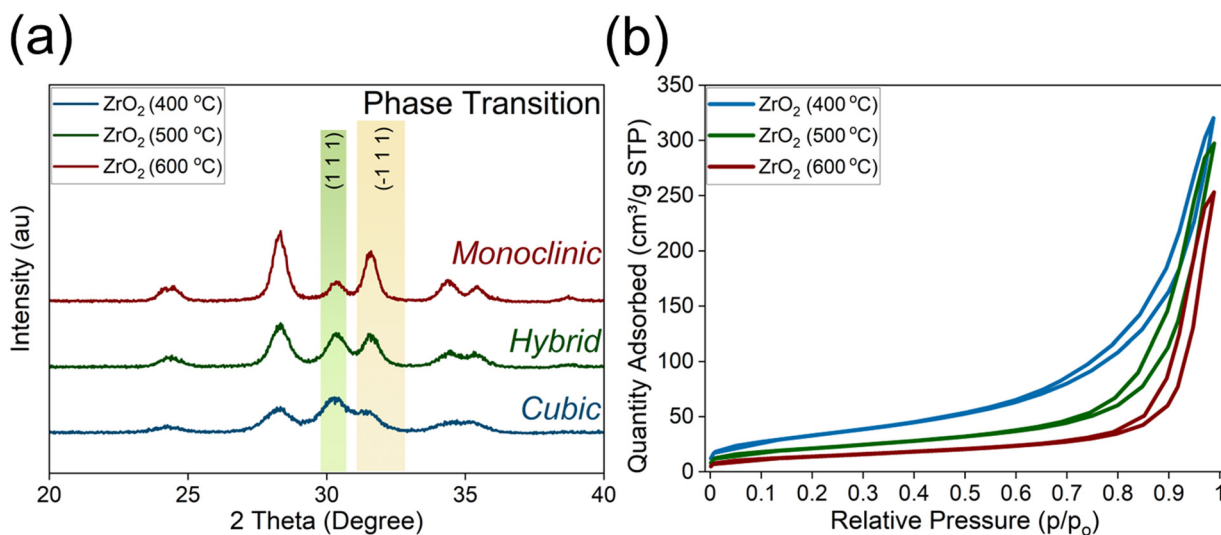 (a)
ZrO₂ (400 °C)
ZrO₂ (500 °C)
ZrO₂ (600 °C)
Phase Transition
(1 1 1)
(-1 1 1)
Monoclinic
Hybrid
Cubic
Intensity (au)
20 25 30 35 40
2 Theta (Degree)
(b)
ZrO₂ (400 °C)
ZrO₂ (500 °C)
ZrO₂ (600 °C)
Quantity Adsorbed (cm³/g STP)
350
300
250
200
150
100
50
0
0 0.1 0.2 0.3 0.4 0.5 0.6 0.7 0.8 0.9 1
Relative Pressure (p/pₒ)